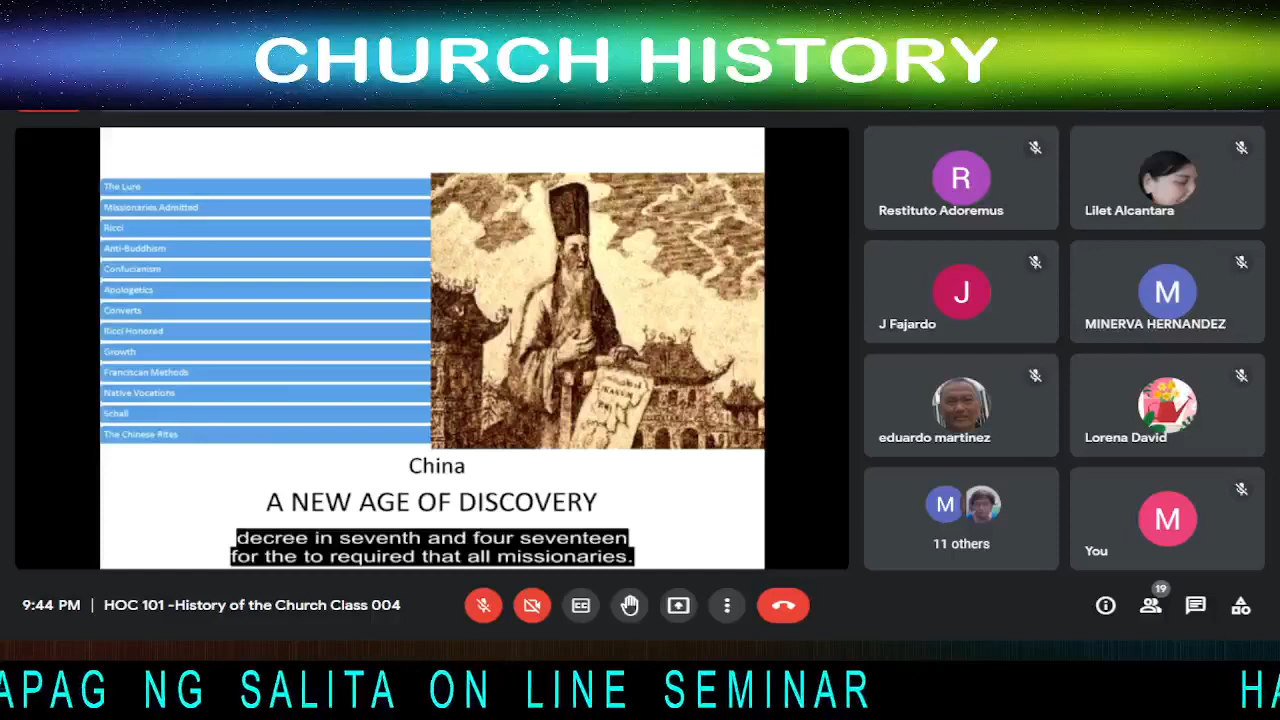 CHURCH HISTORY
The Lure
Missionaries Admitted
Ricci
Anti-Buddhism
Confucianism
Apologetics
Converts
Ricci Honored
Growth
Franciscan Methods
Native Vocations
Schall
The Chinese Rites
China
A NEW AGE OF DISCOVERY
decree in seventh and four seventeen
for the to required that all missionaries.
R
Restituto Adoremus
Lilet Alcantara
J
J Fajardo
M
MINERVA HERNANDEZ
eduardo martinez
Lorena David
M
11 others
M
You
9:44 PM | HOC 101 -History of the Church Class 004
CC
19
APAG NG SALITA ON LINE SEMINAR HA